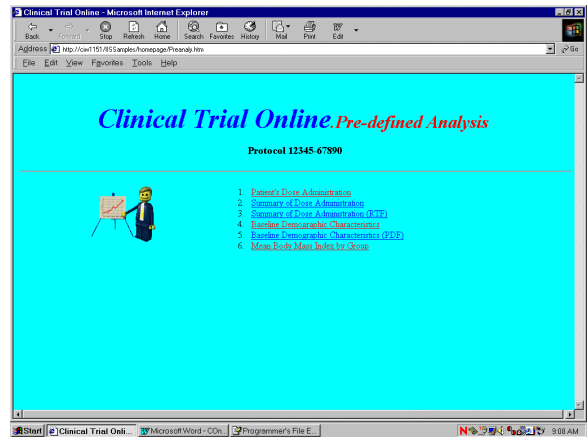 Clinical Trial Online - Microsoft Internet Explorer
Back Forward Stop Refresh Home Search Favorites History Mail Print Edit
Address http://ciw1151/IISSamples/homepage/Preanaly.htm Go
File Edit View Favorites Tools Help
Clinical Trial Online.Pre-defined Analysis
Protocol 12345-67890
1. Patient's Dose Administration
2. Summary of Dose Administration
3. Summary of Dose Administration (RTF)
4. Baseline Demographic Characteristics
5. Baseline Demographic Characteristics (PDF)
6. Mean Body Mass Index by Group
Start Clinical Trial Onli... Microsoft Word - COn... Programmer's File E... 9:08 AM